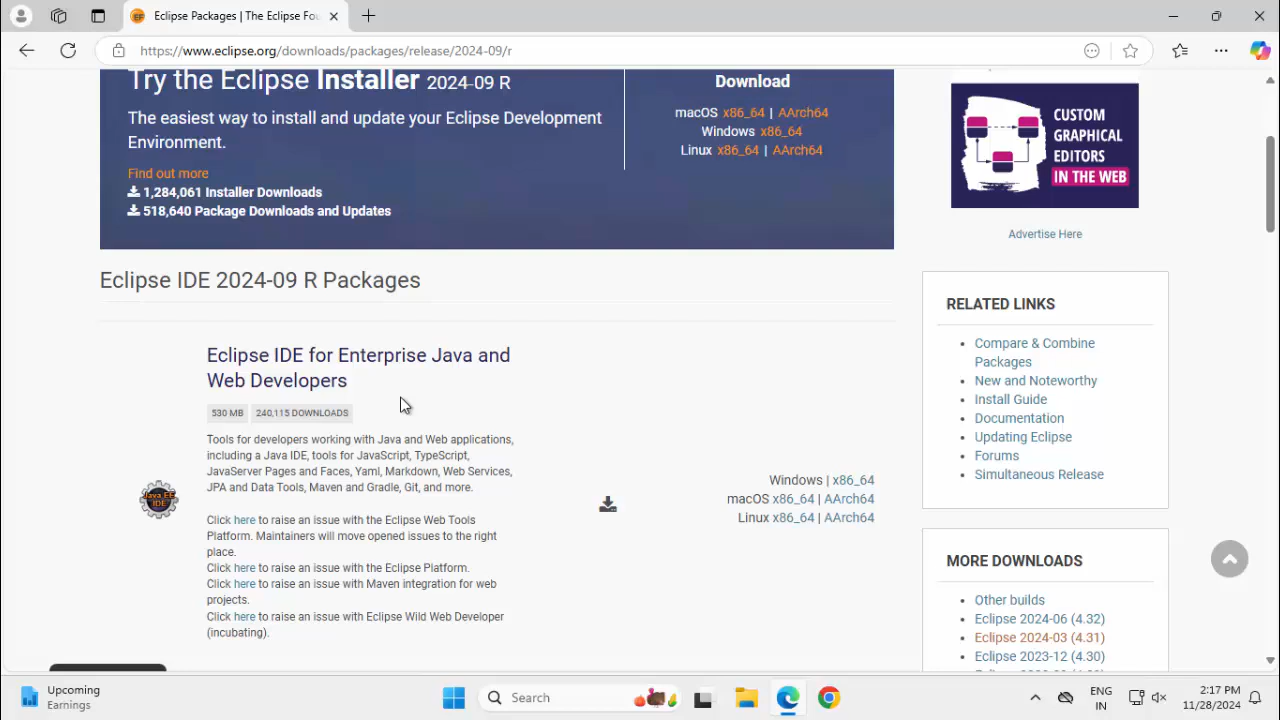 Eclipse Packages | The Eclipse Fou
https://www.eclipse.org/downloads/packages/release/2024-09/r
Try the Eclipse Installer 2024-09 R
The easiest way to install and update your Eclipse Development
Environment.
Find out more
1,284,061 Installer Downloads
518,640 Package Downloads and Updates
Download
macOS x86_64 | AArch64
Windows x86_64
Linux x86_64 | AArch64
CUSTOM
GRAPHICAL
EDITORS
IN THE WEB
Advertise Here
Eclipse IDE 2024-09 R Packages
Eclipse IDE for Enterprise Java and
Web Developers
530 MB 240,115 DOWNLOADS
Tools for developers working with Java and Web applications,
including a Java IDE, tools for JavaScript, TypeScript,
JavaServer Pages and Faces, Yaml, Markdown, Web Services,
JPA and Data Tools, Maven and Gradle, Git, and more.
Click here to raise an issue with the Eclipse Web Tools
Platform. Maintainers will move opened issues to the right
place.
Click here to raise an issue with the Eclipse Platform.
Click here to raise an issue with Maven integration for web
projects.
Click here to raise an issue with Eclipse Wild Web Developer
(incubating).
Java EE
IDE
Windows | x86_64
macOS x86_64 | AArch64
Linux x86_64 | AArch64
RELATED LINKS
Compare & Combine
Packages
New and Noteworthy
Install Guide
Documentation
Updating Eclipse
Forums
Simultaneous Release
MORE DOWNLOADS
Other builds
Eclipse 2024-06 (4.32)
Eclipse 2024-03 (4.31)
Eclipse 2023-12 (4.30)
Upcoming
Earnings
Search
ENG
IN
2:17 PM
11/28/2024